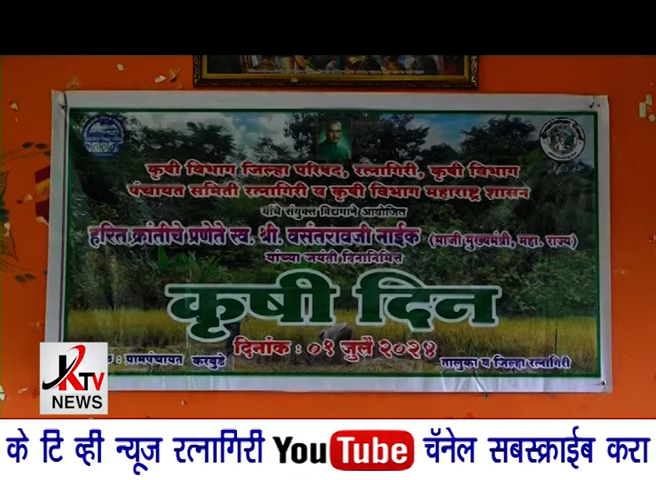 कृषी विभाग जिल्हा परिषद, रत्नागिरी, कृषी विभाग
पंचायत समिती रत्नागिरी व कृषी विभाग महाराष्ट्र शासन
यांचे संयुक्त विद्यमाने आयोजित
हरित क्रांतीचे प्रणेते स्व. श्री. वसंतरावजी नाईक (माजी मुख्यमंत्री, महा. राज्य)
यांच्या जयंती दिनानिमित्त
कृषी दिन
दिनांक : ०१ जुलै २०२४
: ग्रामपंचायत करबुडे
तालुका व जिल्हा रत्नागिरी
KTV
NEWS
के टि व्ही न्यूज रत्नागिरी YouTube चॅनेल सबस्क्राईब करा